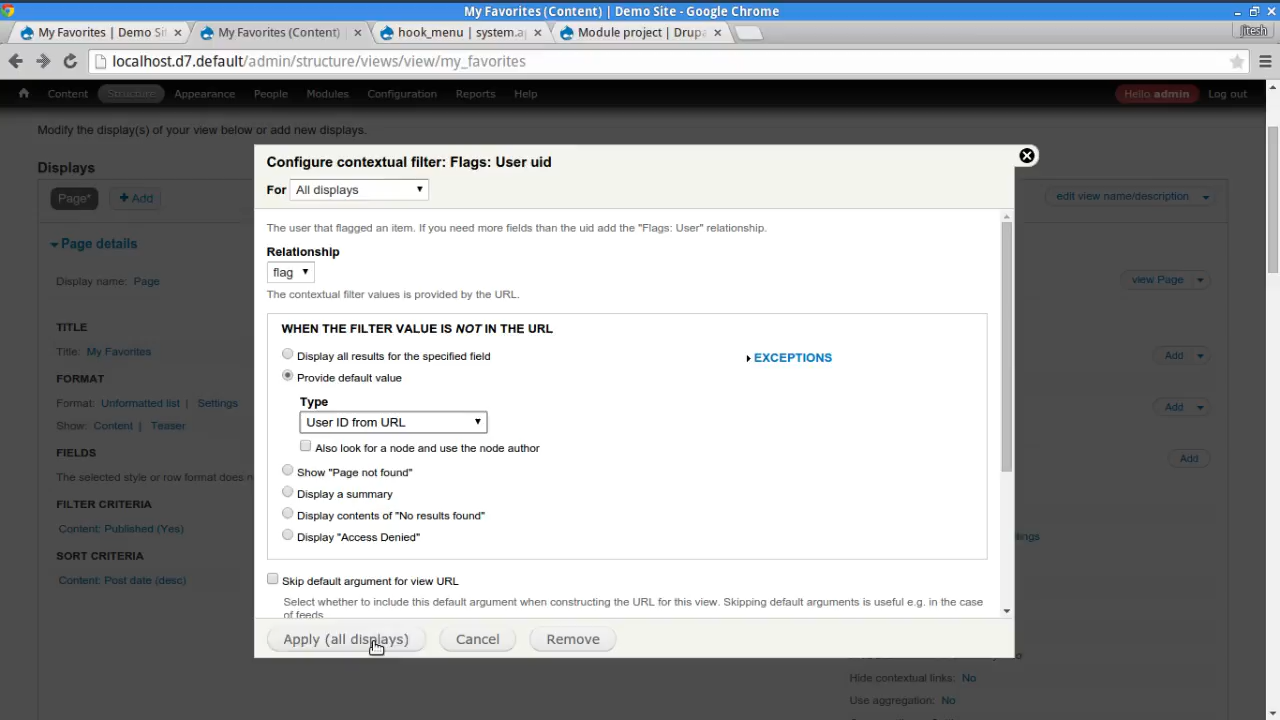 My Favorites (Content) | Demo Site - Google Chrome
My Favorites | Demo Sit
My Favorites (Content)
hook_menu | system.ap
Module project | Drupa
jitesh
localhost.d7.default/admin/structure/views/view/my_favorites
Content Structure Appearance People Modules Configuration Reports Help
Hello admin Log out
Modify the display(s) of your view below or add new displays.
Displays
Page* + Add
edit view name/description
Page details
Display name: Page
view Page
TITLE
Title: My Favorites
Add
FORMAT
Format: Unformatted list | Settings
Add
Show: Content | Teaser
FIELDS
Add
The selected style or row format does n
FILTER CRITERIA
Content: Published (Yes)
SORT CRITERIA
Content: Post date (desc)
Configure contextual filter: Flags: User uid
For All displays
The user that flagged an item. If you need more fields than the uid add the "Flags: User" relationship.
Relationship
flag
The contextual filter values is provided by the URL.
WHEN THE FILTER VALUE IS NOT IN THE URL
Display all results for the specified field
EXCEPTIONS
Provide default value
Type
User ID from URL
Also look for a node and use the node author
Show "Page not found"
Display a summary
Display contents of "No results found"
Display "Access Denied"
Skip default argument for view URL
Select whether to include this default argument when constructing the URL for this view. Skipping default arguments is useful e.g. in the case
of feeds
Apply (all displays) Cancel Remove
Hide contextual links: No
Use aggregation: No